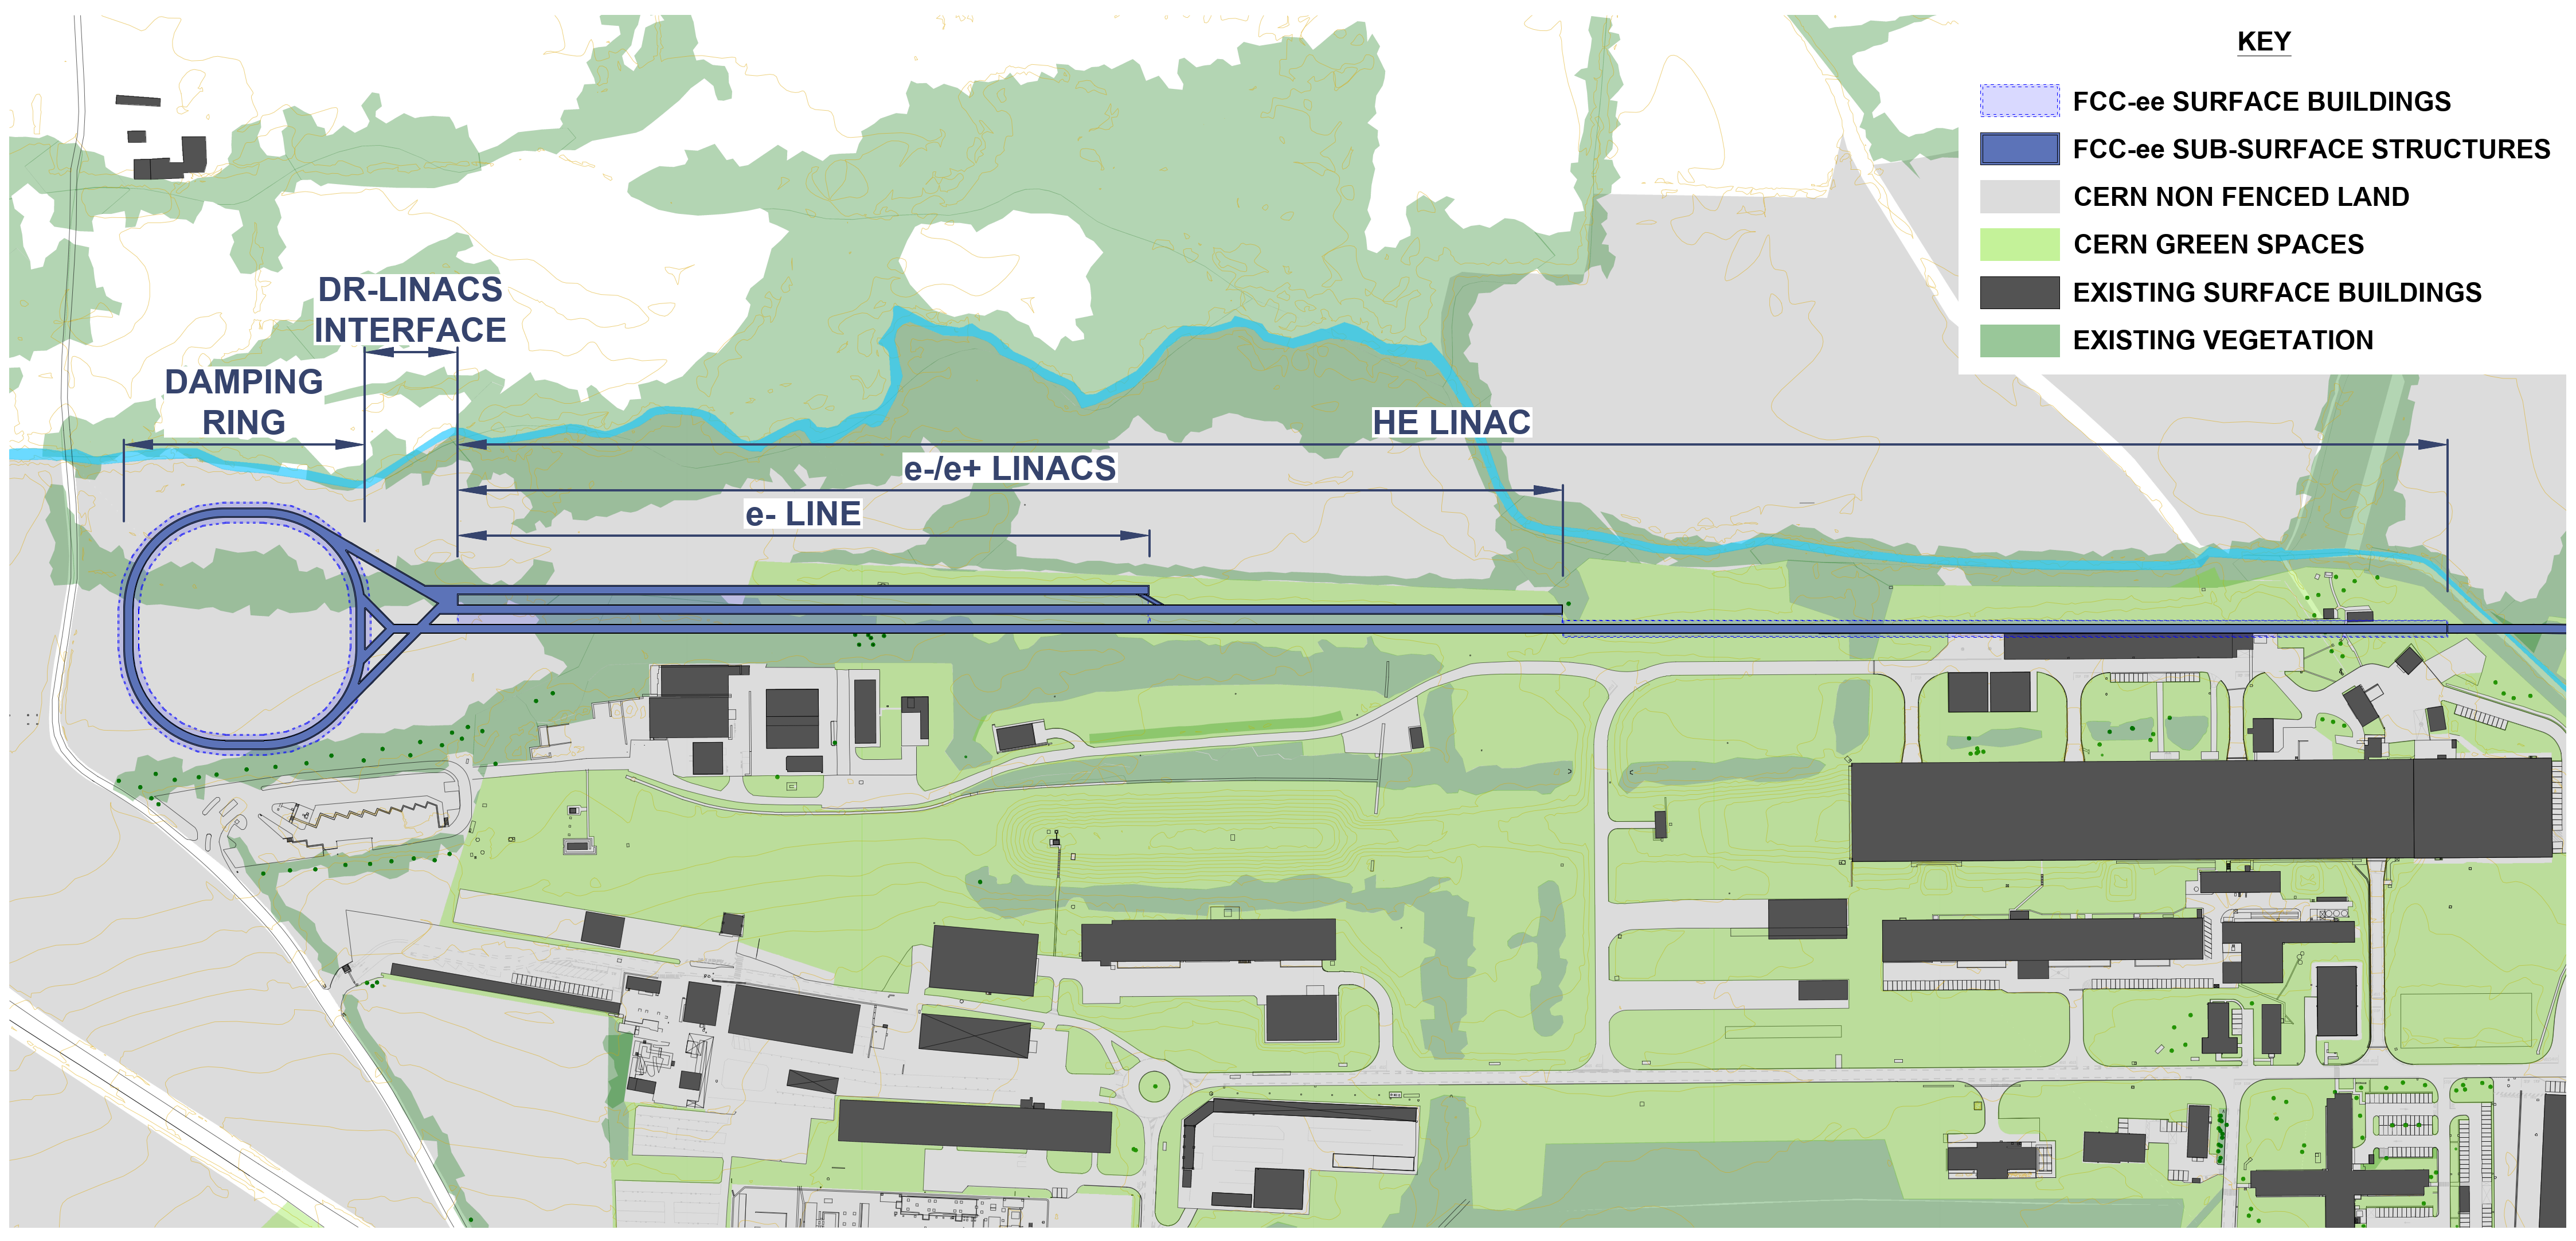 KEY
FCC-ee SURFACE BUILDINGS
FCC-ee SUB-SURFACE STRUCTURES
CERN NON FENCED LAND
CERN GREEN SPACES
EXISTING SURFACE BUILDINGS
EXISTING VEGETATION
DR-LINACS
INTERFACE
DAMPING
RING
HE LINAC
e-/e+ LINACS
e- LINE